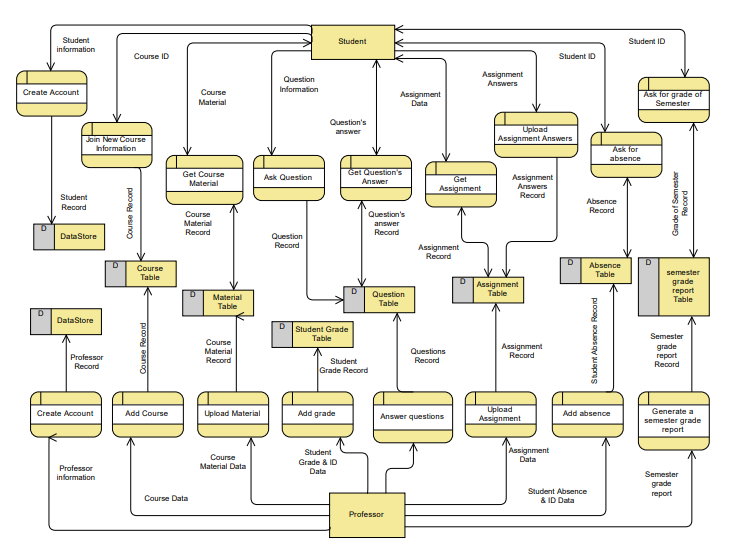 Student
Student
information
Course ID
Course
Material
Question
Information
Question's
answer
Assignment
Data
Assignment
Answers
Student ID
Student ID
Create Account
Join New Course
Information
Get Course
Material
Ask Question
Get Question's
Answer
Get
Assignment
Upload
Assignment Answers
Ask for
absence
Ask for grade of
Semester
Student
Record
Course Record
Course
Material
Record
Question
Record
Question's
answer
Record
Assignment
Record
Assignment
Answers
Record
Absence
Record
Grade of Semester
Record
D
DataStore
D
Course
Table
D
Material
Table
D
Question
Table
D
Assignment
Table
D
Absence
Table
D
semester
grade
report
Table
D
DataStore
D
Student Grade
Table
Professor
Record
Course Record
Course
Material
Record
Student
Grade Record
Questions
Record
Assignment
Record
Student Absence Record
Semester
grade
report
Record
Create Account
Add Course
Upload Material
Add grade
Answer questions
Upload
Assignment
Add absence
Generate a
semester grade
report
Professor
information
Course Data
Course
Material Data
Student
Grade & ID
Data
Assignment
Data
Student Absence
& ID Data
Semester
grade
report
Professor